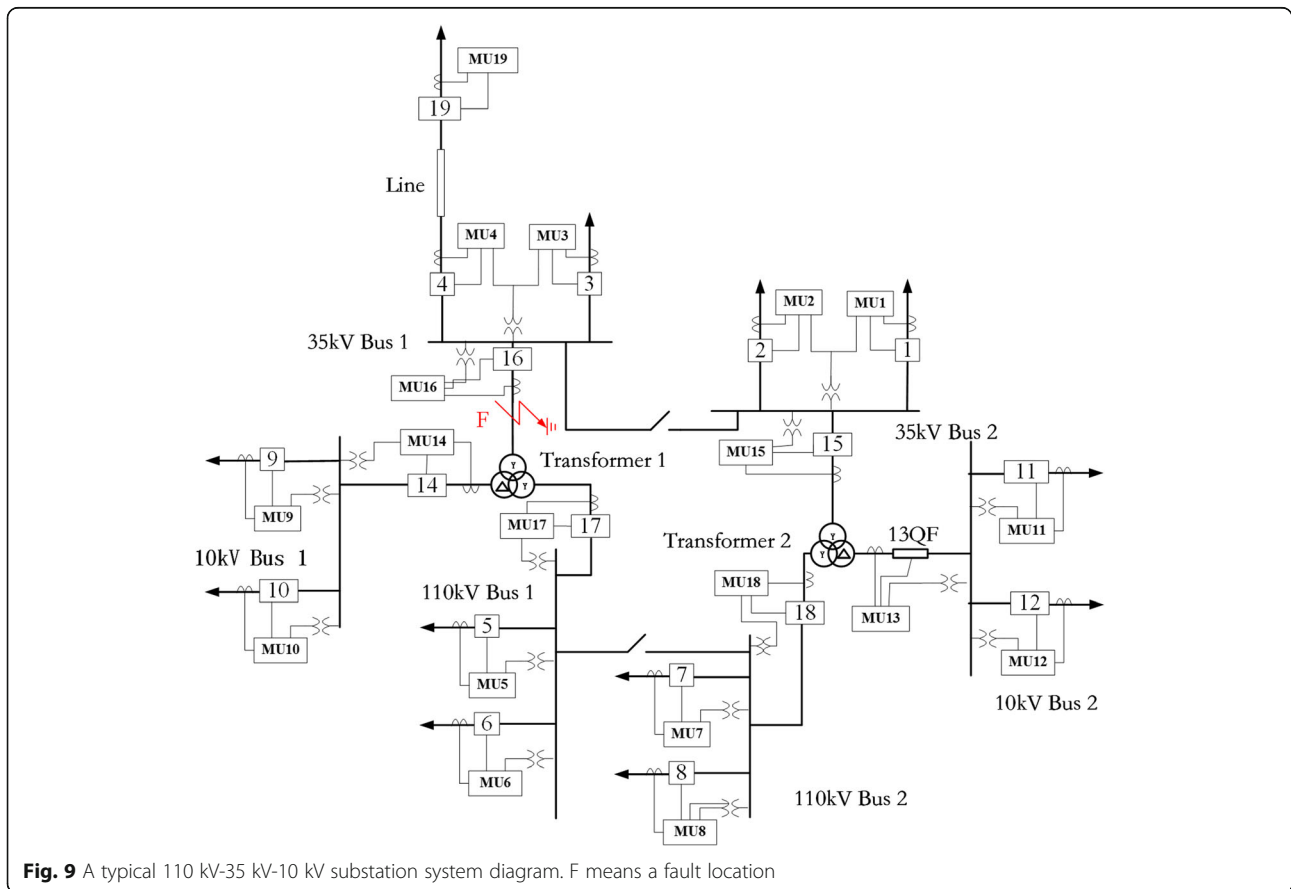 MU19
19
Line
MU4
MU3
4
3
MU2
MU1
2
1
35kV Bus 1
16
MU16
F
35kV Bus 2
15
MU15
MU14
9
14
Transformer 1
MU9
MU17
17
10kV Bus 1
10
MU10
110kV Bus 1
Transformer 2
13QF
11
MU11
MU18
18
MU13
12
MU12
10kV Bus 2
5
MU5
6
MU6
7
MU7
8
MU8
110kV Bus 2
Y
Y
Δ
Y
Y
Δ
Fig. 9 A typical 110 kV-35 kV-10 kV substation system diagram. F means a fault location